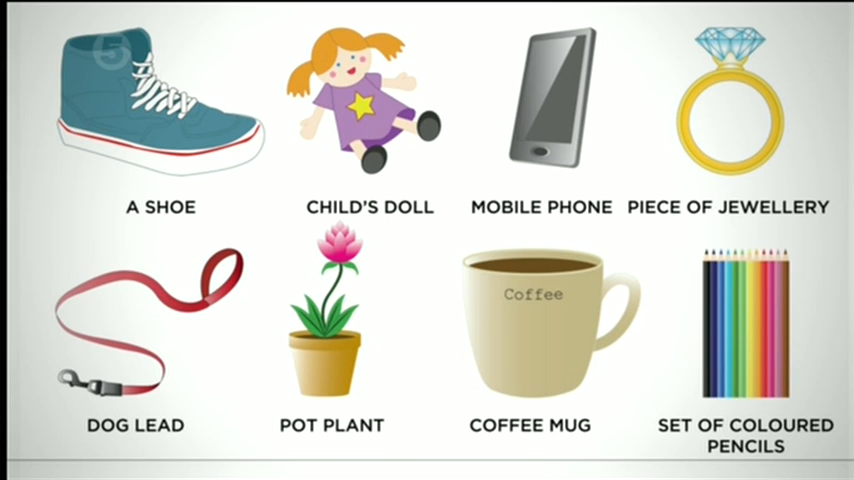 5
A SHOE
CHILD'S DOLL
MOBILE PHONE
PIECE OF JEWELLERY
Coffee
DOG LEAD
POT PLANT
COFFEE MUG
SET OF COLOURED
PENCILS